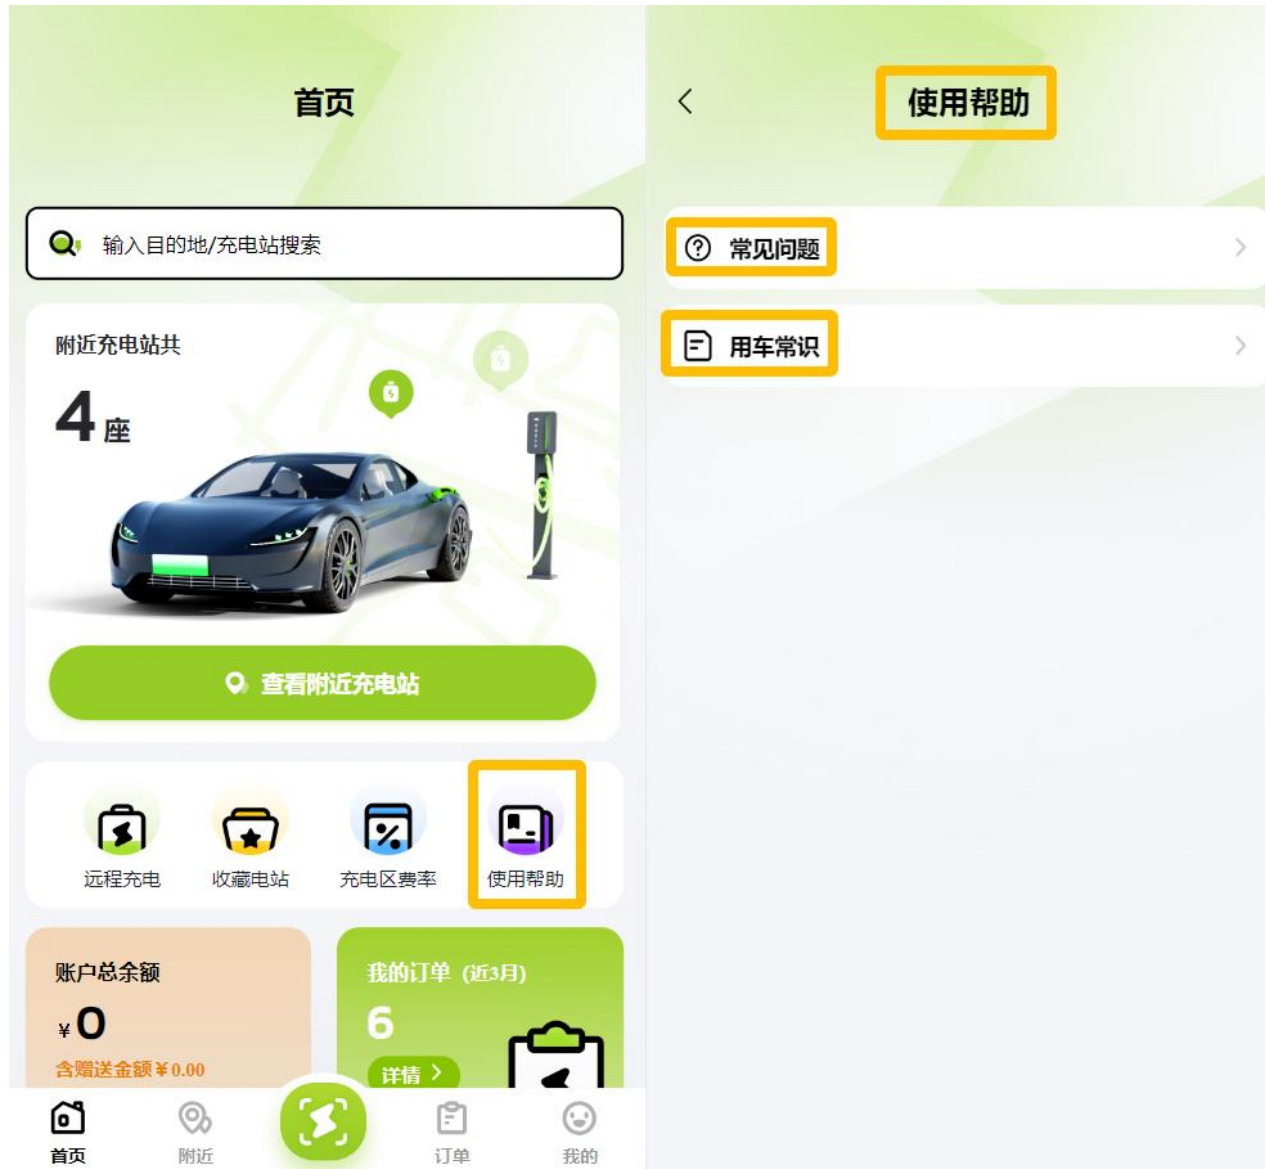 首页
输入目的地/充电站搜索
附近充电站共
4座
查看附近充电站
远程充电
收藏电站
充电区费率
使用帮助
账户总余额
¥0
含赠送金额¥0.00
我的订单 (近3月)
6
详情
首页
附近
订单
我的
使用帮助
常见问题
用车常识